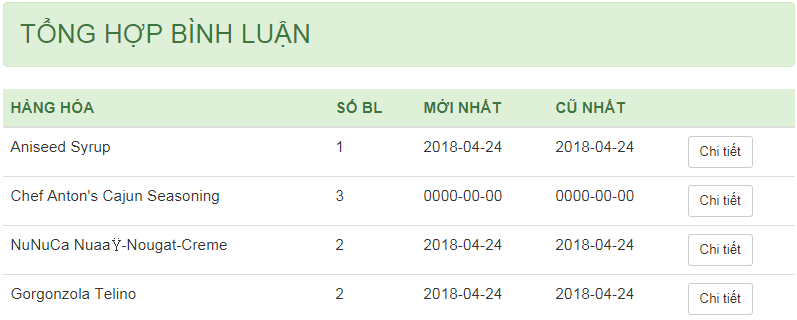 TỔNG HỢP BÌNH LUẬN
HÀNG HÓA SỐ BL MỚI NHẤT CŨ NHẤT
Aniseed Syrup 1 2018-04-24 2018-04-24 Chi tiết
Chef Anton's Cajun Seasoning 3 0000-00-00 0000-00-00 Chi tiết
NuNuCa NuaaŸ-Nougat-Creme 2 2018-04-24 2018-04-24 Chi tiết
Gorgonzola Telino 2 2018-04-24 2018-04-24 Chi tiết